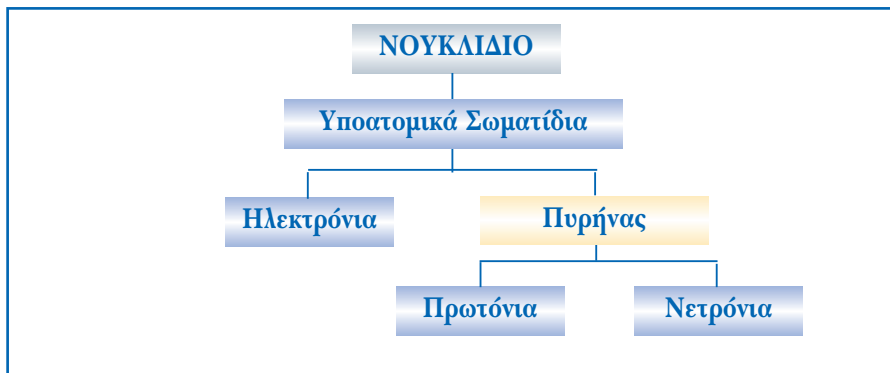 ΝΟΥΚΛΙΔΙΟ
Υποατομικά Σωματίδια
Ηλεκτρόνια
Πυρήνας
Πρωτόνια
Νετρόνια